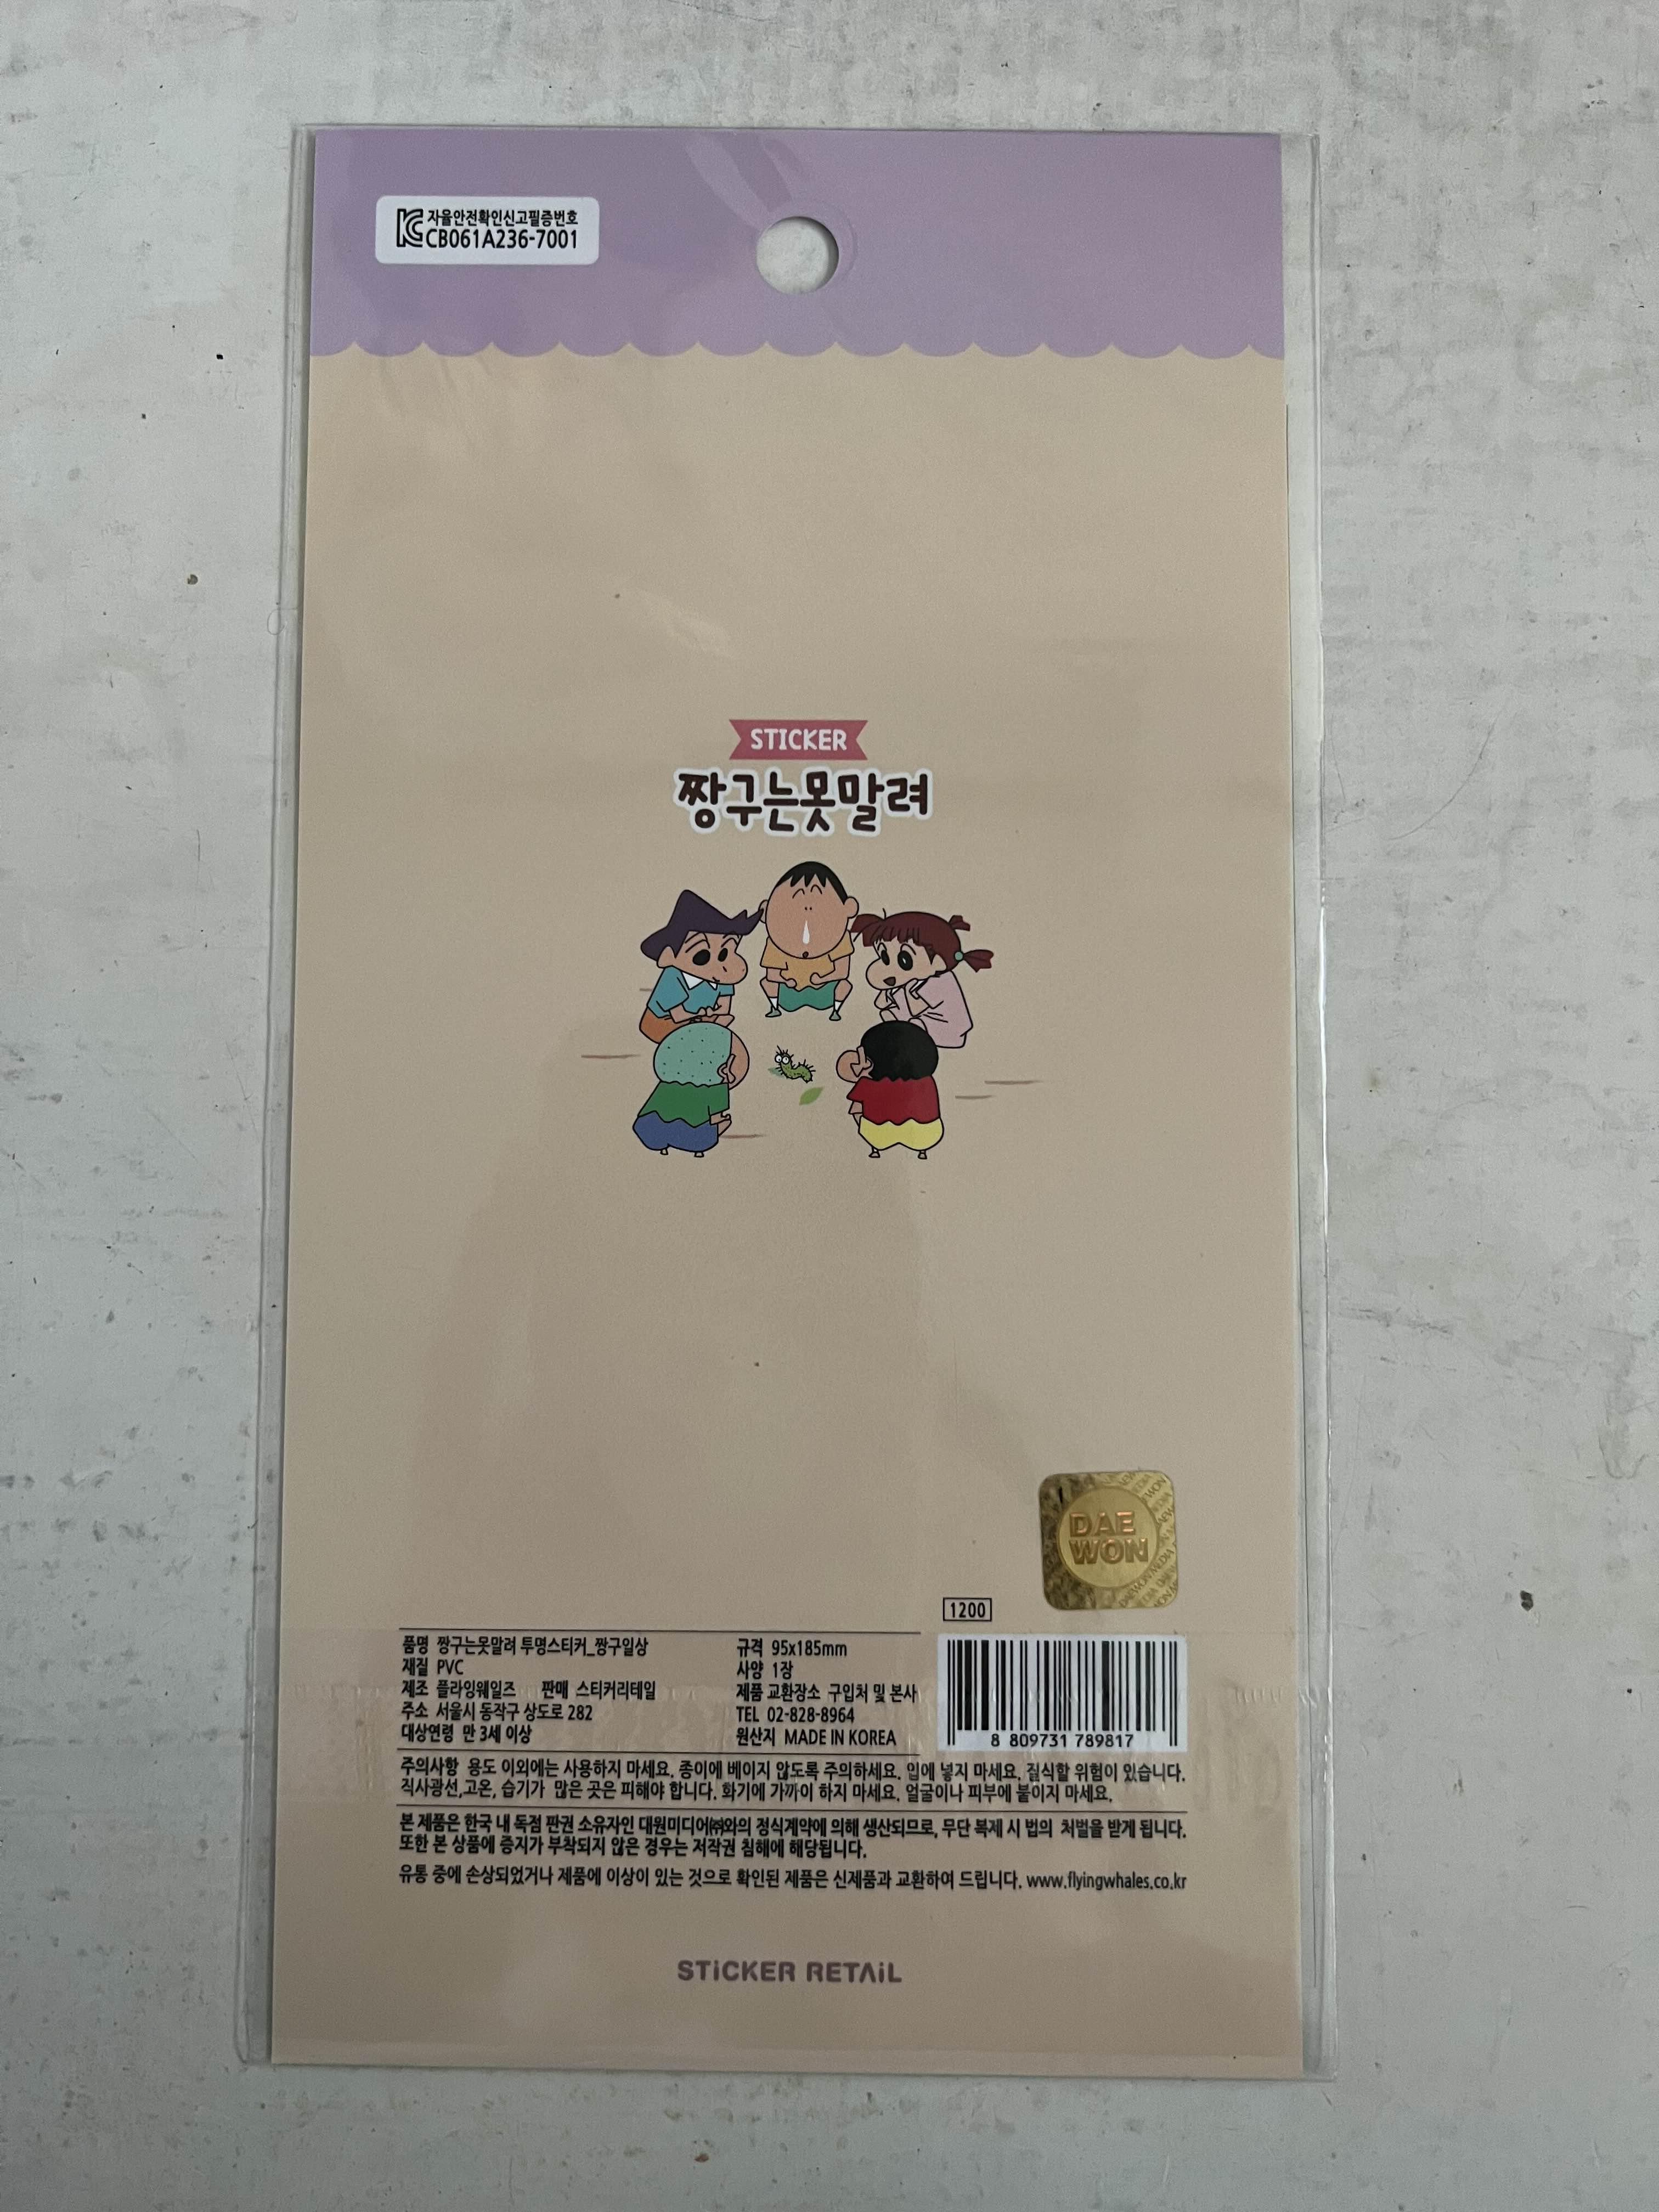 자율안전확인신고필증번호
CB061A236-7001
STICKER
짱구는못말려
DAE
WON
1200
품명 짱구는못말려 투명스티커_짱구일상
재질 PVC
제조 플라잉웨일즈 판매 스티커리테일
주소 서울시 동작구 상도로 282
대상연령 만 3세 이상
규격 95x185mm
사양 1장
제품 교환장소 구입처 및 본사
TEL 02-828-8964
원산지 MADE IN KOREA
8 809731 789817
주의사항 용도 이외에는 사용하지 마세요. 종이에 베이지 않도록 주의하세요. 입에 넣지 마세요. 질식할 위험이 있습니다.
직사광선,고온, 습기가 많은 곳은 피해야 합니다. 화기에 가까이 하지 마세요. 얼굴이나 피부에 붙이지 마세요.
본 제품은 한국 내 독점 판권 소유자인 대원미디어㈜와의 정식계약에 의해 생산되므로, 무단 복제 시 법의 처벌을 받게 됩니다.
또한 본 상품에 증지가 부착되지 않은 경우는 저작권 침해에 해당됩니다.
유통 중에 손상되었거나 제품에 이상이 있는 것으로 확인된 제품은 신제품과 교환하여 드립니다. www.flyingwhales.co.kr
STiCKER RETAiL